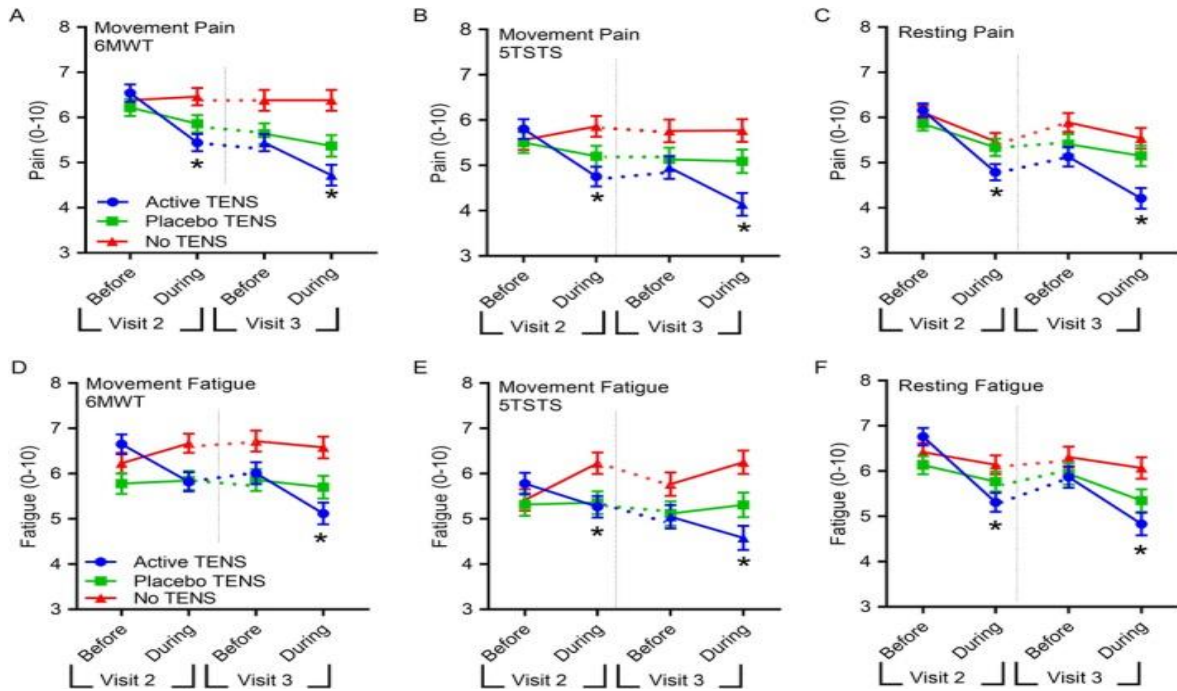 A
Movement Pain
6MWT
Pain (0-10)
8
7
6
5
4
3
Active TENS
Placebo TENS
No TENS
*
*
Before
During
Before
During
Visit 2
Visit 3
B
Movement Pain
5TSTS
Pain (0-10)
8
7
6
5
4
3
*
*
Before
During
Before
During
Visit 2
Visit 3
C
Resting Pain
Pain (0-10)
8
7
6
5
4
3
*
*
Before
During
Before
During
Visit 2
Visit 3
D
Movement Fatigue
6MWT
Fatigue (0-10)
8
7
6
5
4
3
Active TENS
Placebo TENS
No TENS
*
Before
During
Before
During
Visit 2
Visit 3
E
Movement Fatigue
5TSTS
Fatigue (0-10)
8
7
6
5
4
3
*
*
Before
During
Before
During
Visit 2
Visit 3
F
Resting Fatigue
Fatigue (0-10)
8
7
6
5
4
3
*
*
Before
During
Before
During
Visit 2
Visit 3